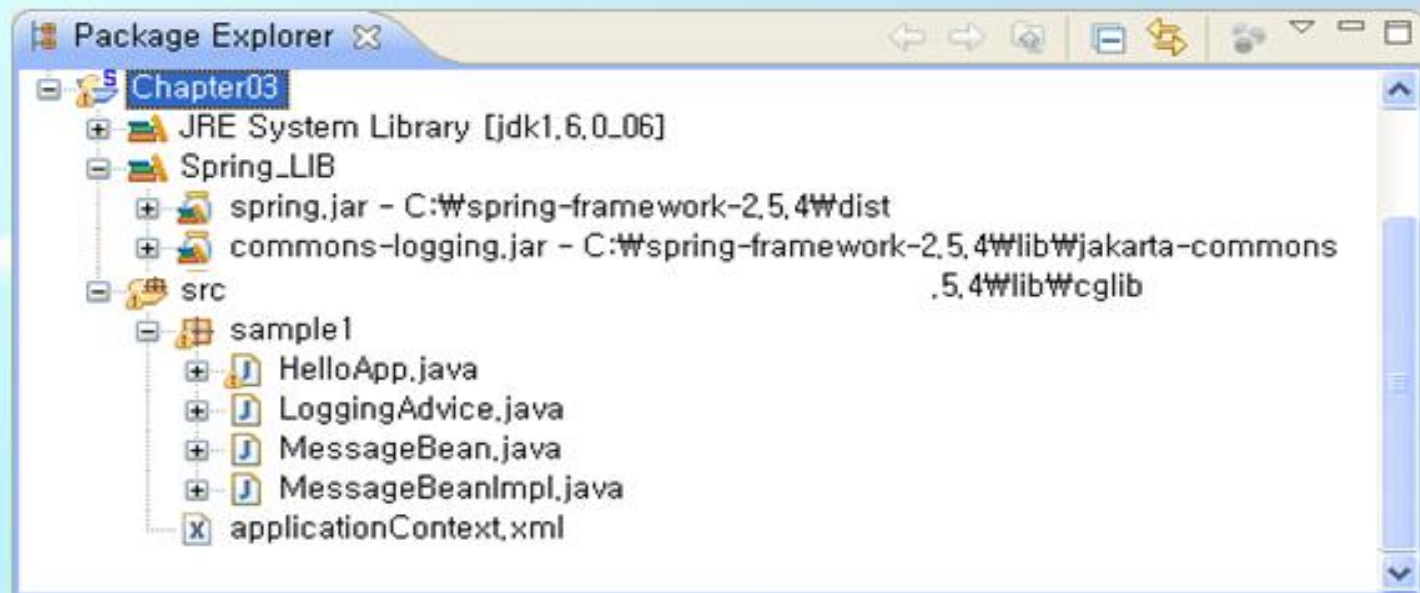 Package Explorer
Chapter03
JRE System Library [jdk1.6.0_06]
Spring_LIB
spring.jar - C:₩spring-framework-2.5.4₩dist
commons-logging.jar - C:₩spring-framework-2.5.4₩lib₩jakarta-commons
.5.4₩lib₩cglib
src
sample1
HelloApp.java
LoggingAdvice.java
MessageBean.java
MessageBeanImpl.java
applicationContext.xml